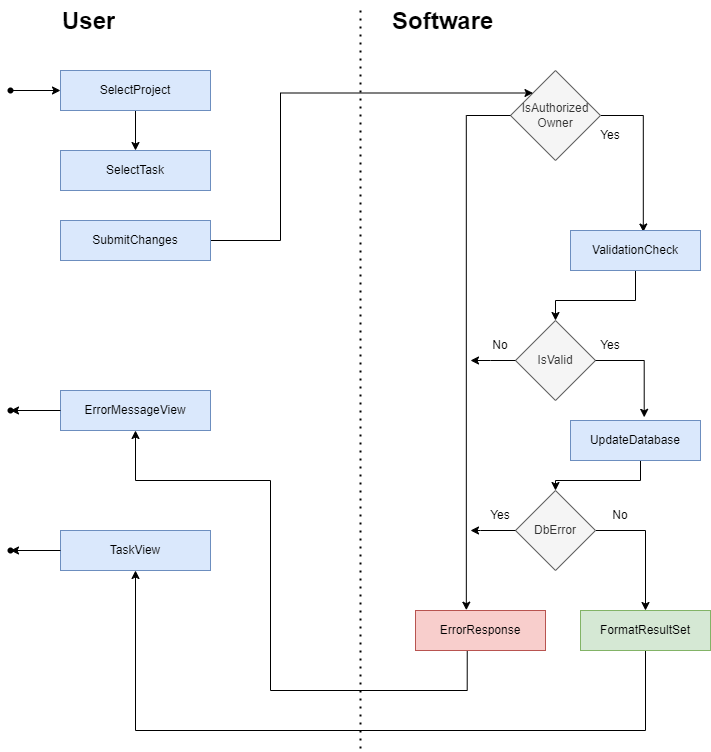 User
Software
SelectProject
IsAuthorized
Owner
Yes
SelectTask
SubmitChanges
ValidationCheck
No
Yes
IsValid
ErrorMessageView
UpdateDatabase
Yes
No
DbError
TaskView
ErrorResponse
FormatResultSet